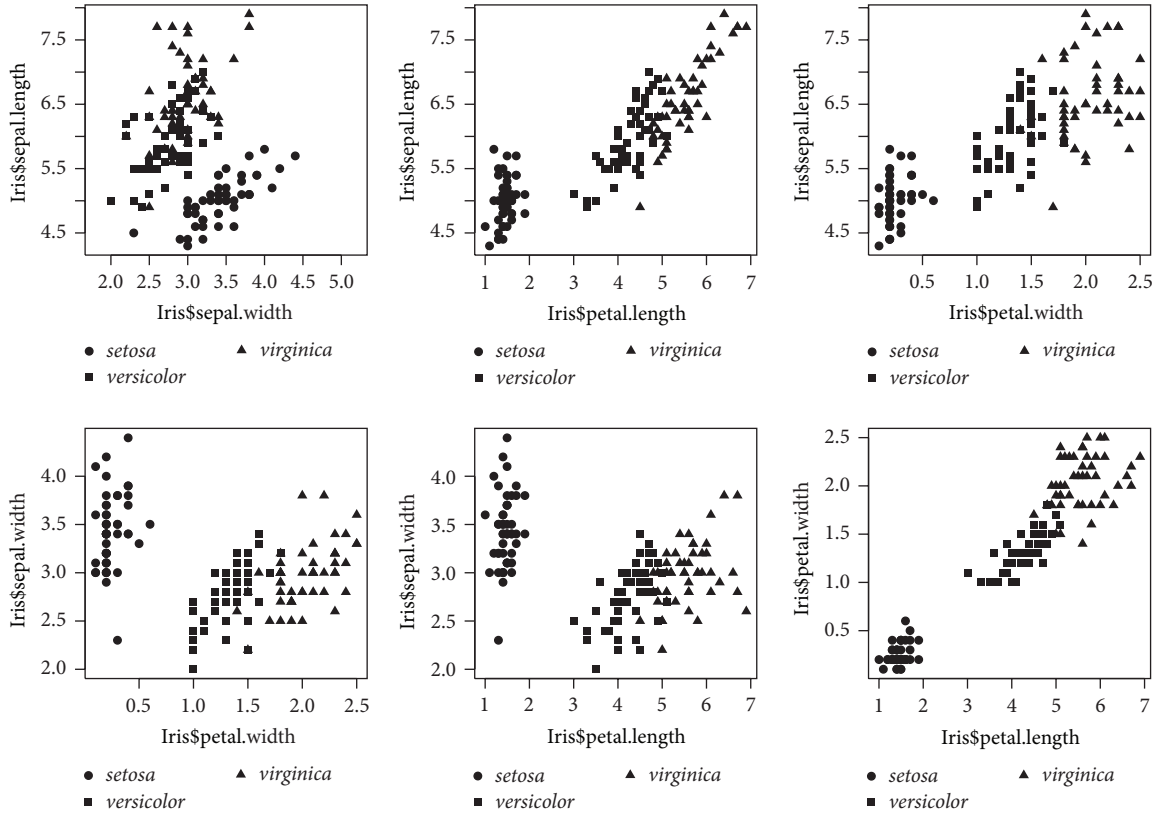 7.5
6.5
5.5
4.5
Iris$sepal.length
2.0 2.5 3.0 3.5 4.0 4.5 5.0
Iris$sepal.width
setosa virginica
versicolor
7.5
6.5
5.5
4.5
Iris$sepal.length
1 2 3 4 5 6 7
Iris$petal.length
setosa virginica
versicolor
7.5
6.5
5.5
4.5
Iris$sepal.length
0.5 1.0 1.5 2.0 2.5
Iris$petal.width
setosa virginica
versicolor
4.0
3.5
3.0
2.5
2.0
Iris$sepal.width
0.5 1.0 1.5 2.0 2.5
Iris$petal.width
setosa virginica
versicolor
4.0
3.5
3.0
2.5
2.0
Iris$sepal.width
1 2 3 4 5 6 7
Iris$petal.length
setosa virginica
versicolor
2.5
2.0
1.5
1.0
0.5
Iris$petal.width
1 2 3 4 5 6 7
Iris$petal.length
setosa virginica
versicolor